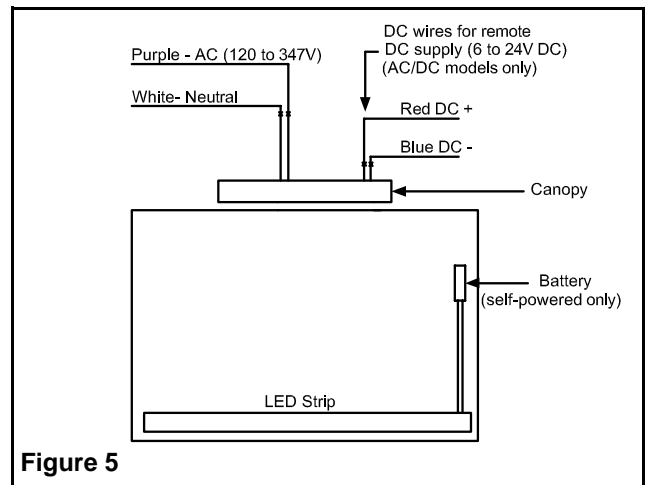 DC wires for remote
DC supply (6 to 24V DC)
(AC/DC models only)
Purple - AC (120 to 347V)
White- Neutral
Red DC +
Blue DC -
Canopy
Battery
(self-powered only)
LED Strip
Figure 5